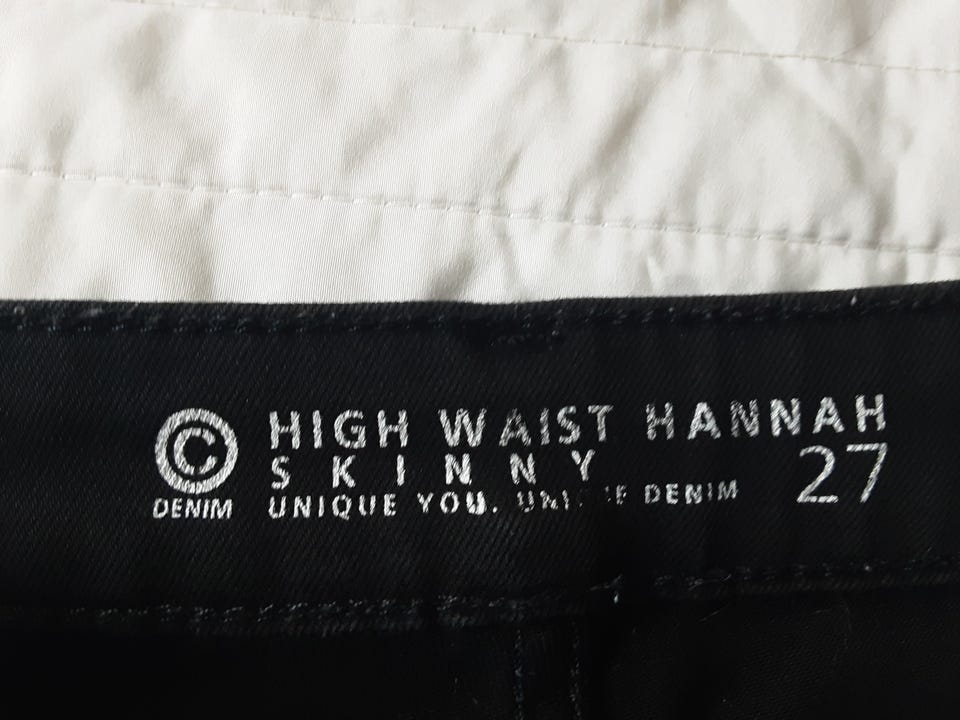 © HIGH WAIST HANNAH
SKINNY 27
DENIM UNIQUE YOU. DENIM